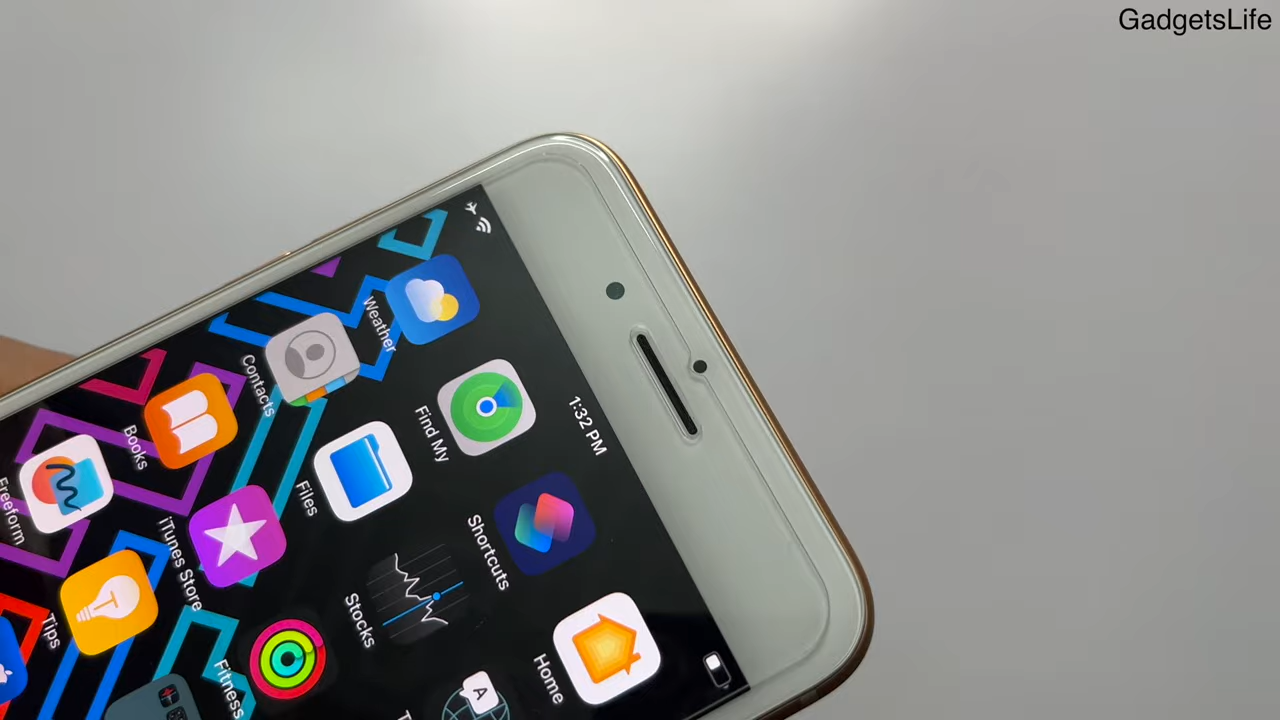 GadgetsLife
1:32 PM
Weather
Contacts
Books
Freeform
Find My
Files
iTunes Store
Tips
Shortcuts
Stocks
Fitness
Home
A